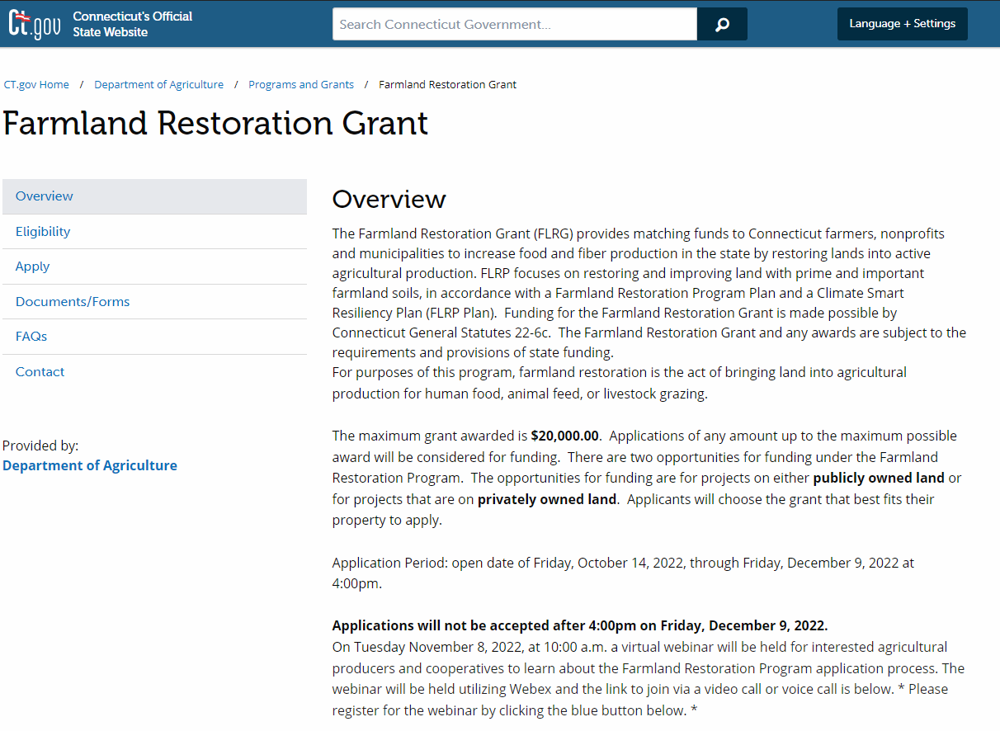 Ct.gov
Connecticut's Official
State Website
Search Connecticut Government...
Language + Settings
CT.gov Home / Department of Agriculture / Programs and Grants / Farmland Restoration Grant
Farmland Restoration Grant
Overview
Eligibility
Apply
Documents/Forms
FAQs
Contact
Provided by:
Department of Agriculture
Overview
The Farmland Restoration Grant (FLRG) provides matching funds to Connecticut farmers, nonprofits
and municipalities to increase food and fiber production in the state by restoring lands into active
agricultural production. FLRP focuses on restoring and improving land with prime and important
farmland soils, in accordance with a Farmland Restoration Program Plan and a Climate Smart
Resiliency Plan (FLRP Plan).  Funding for the Farmland Restoration Grant is made possible by
Connecticut General Statutes 22-6c.  The Farmland Restoration Grant and any awards are subject to the
requirements and provisions of state funding.
For purposes of this program, farmland restoration is the act of bringing land into agricultural
production for human food, animal feed, or livestock grazing.
The maximum grant awarded is $20,000.00.  Applications of any amount up to the maximum possible
award will be considered for funding.  There are two opportunities for funding under the Farmland
Restoration Program.  The opportunities for funding are for projects on either publicly owned land or
for projects that are on privately owned land.  Applicants will choose the grant that best fits their
property to apply.
Application Period: open date of Friday, October 14, 2022, through Friday, December 9, 2022 at
4:00pm.
Applications will not be accepted after 4:00pm on Friday, December 9, 2022.
On Tuesday November 8, 2022, at 10:00 a.m. a virtual webinar will be held for interested agricultural
producers and cooperatives to learn about the Farmland Restoration Program application process. The
webinar will be held utilizing Webex and the link to join via a video call or voice call is below. * Please
register for the webinar by clicking the blue button below. *